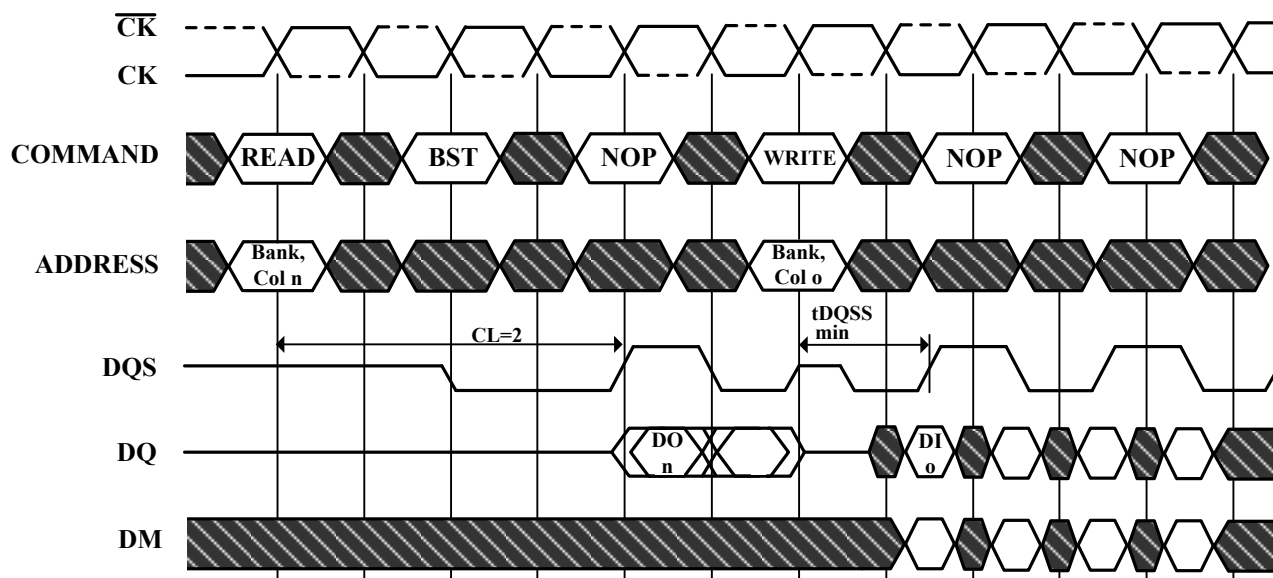 CK
CK
COMMAND
READ
BST
NOP
WRITE
NOP
NOP
ADDRESS
Bank,
Col n
Bank,
Col o
tDQSS
min
CL=2
DQS
DQ
DO
n
DI
o
DM